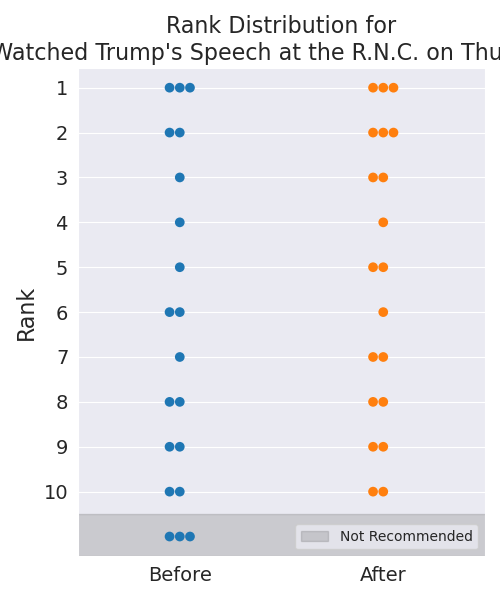 Rank Distribution for
Watched Trump's Speech at the R.N.C. on Thu
1
2
3
4
5
6
7
8
9
10
Rank
Not Recommended
Before
After